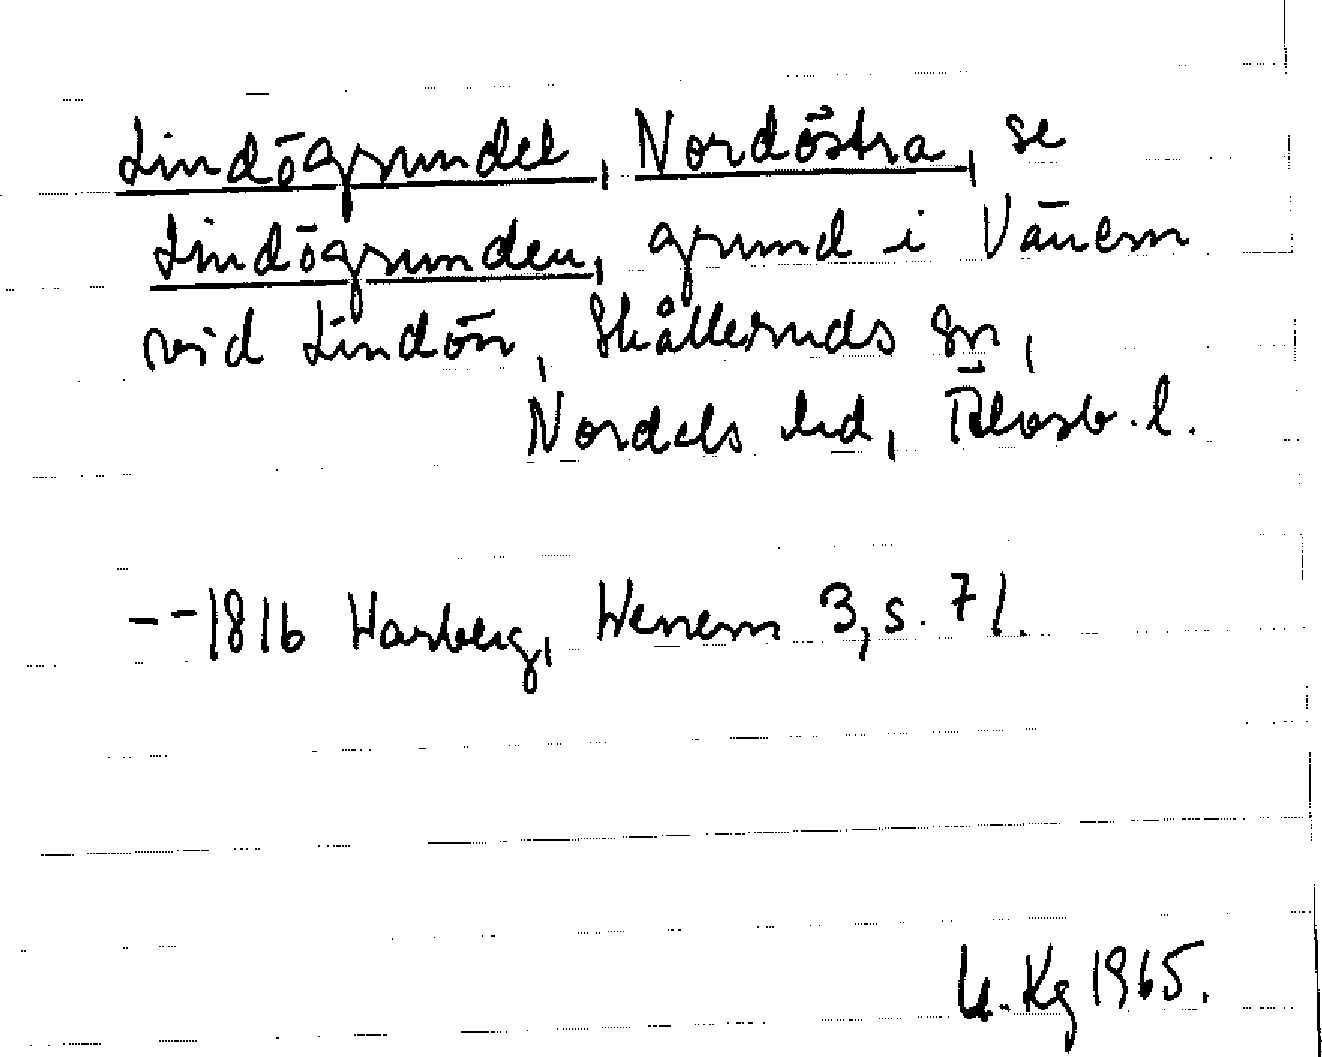 Lindögrundet, Nordöstra, se
Lindögrunden, grund i Vänern
vid Lindön, Skålleruds sn,
Nordals hd, Älvsb. l.
--1816 Warberg, Wenern 3, s. 71.
Kg 1965.